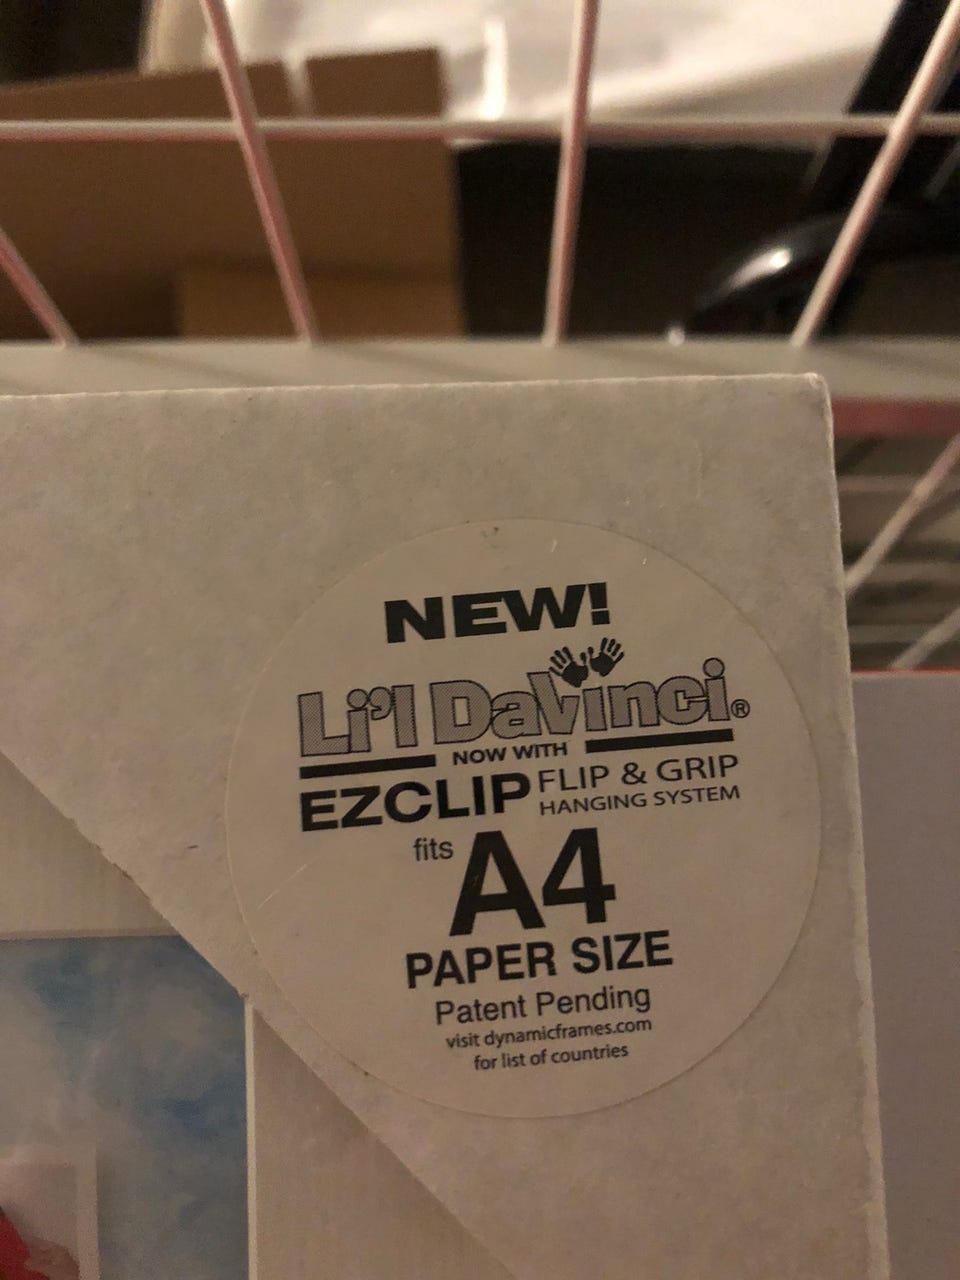 NEW!
Li'l DaVinci®
NOW WITH
EZCLIP FLIP & GRIP
HANGING SYSTEM
fits A4
PAPER SIZE
Patent Pending
visit dynamicframes.com
for list of countries